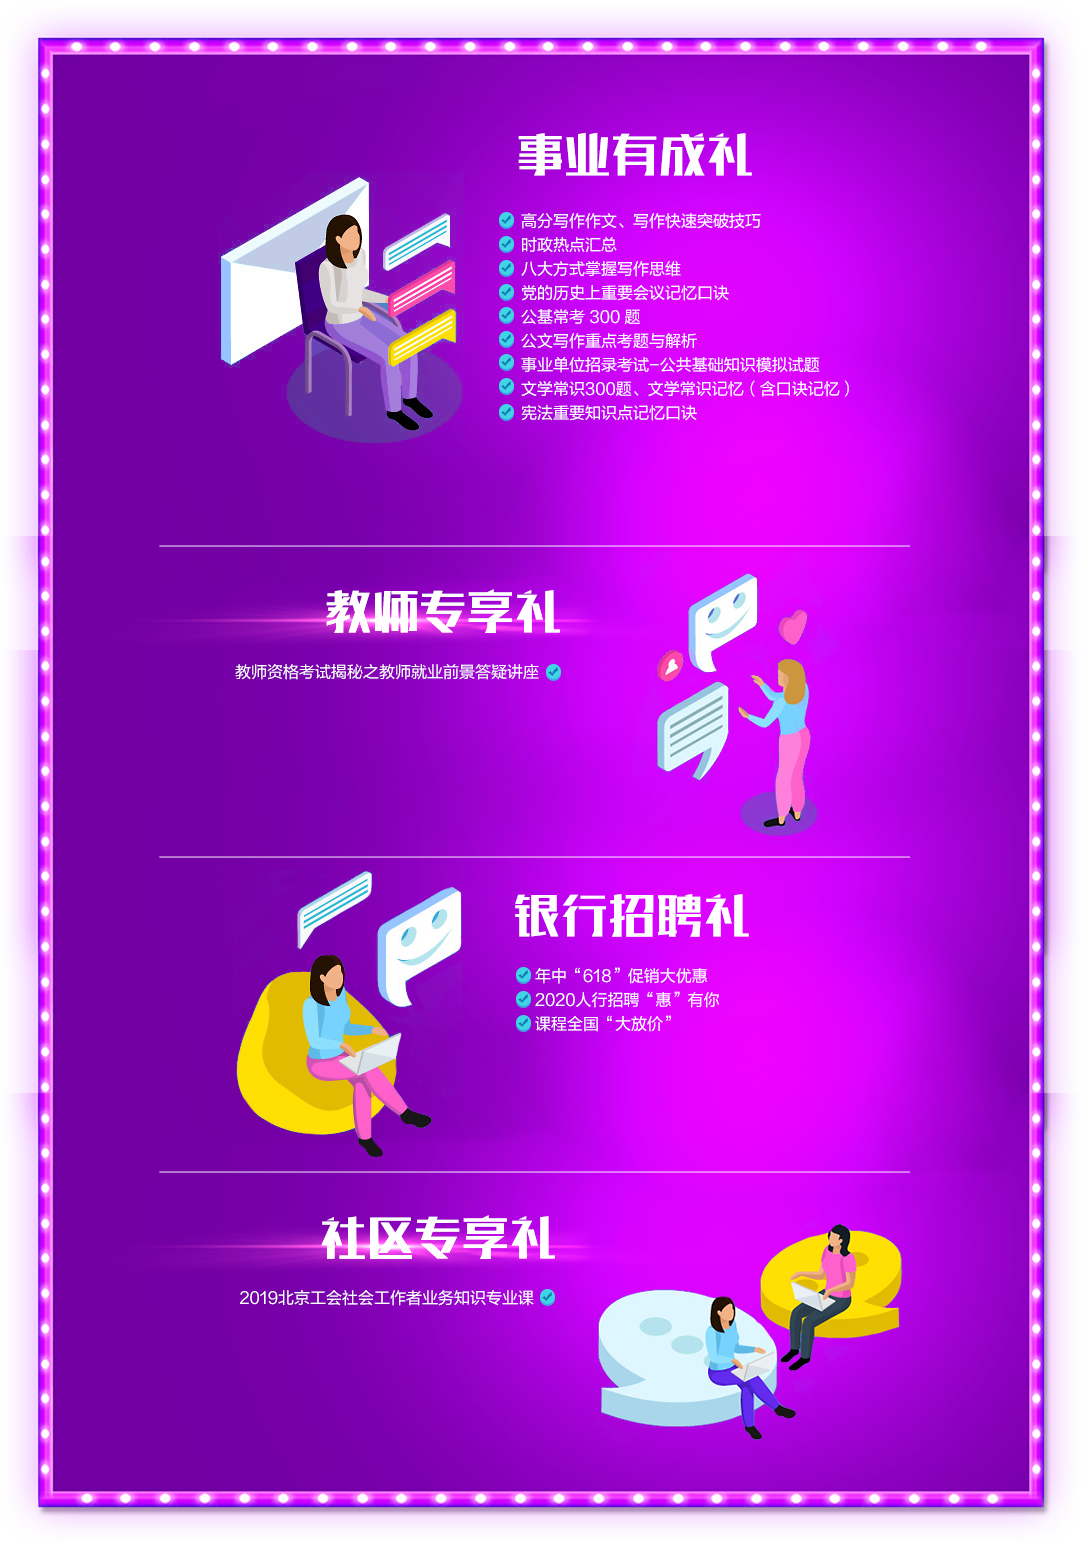 事业有成礼
高分写作作文、写作快速突破技巧
时政热点汇总
八大方式掌握写作思维
党的历史上重要会议记忆口诀
公基常考 300 题
公文写作重点考题与解析
事业单位招录考试-公共基础知识模拟试题
文学常识300题、文学常识记忆（含口诀记忆）
宪法重要知识点记忆口诀
教师专享礼
教师资格考试揭秘之教师就业前景答疑讲座
银行招聘礼
年中“618”促销大优惠
2020人行招聘“惠”有你
课程全国“大放价”
社区专享礼
2019北京工会社会工作者业务知识专业课